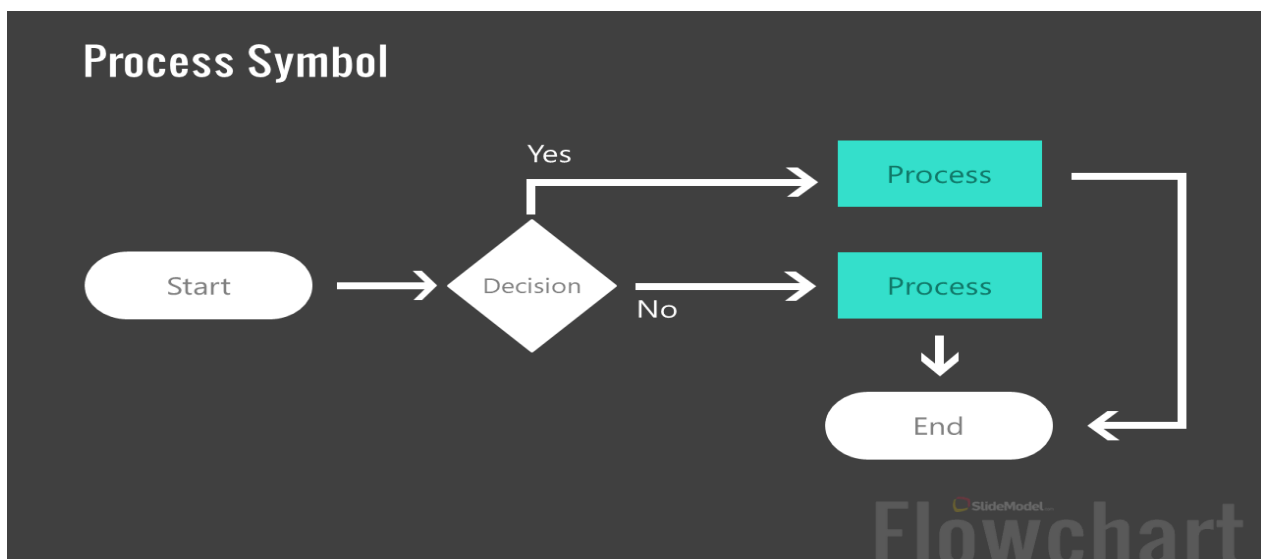 Process Symbol
Yes
Process
Start
Decision
No
Process
End
SlideModel
Flowchart